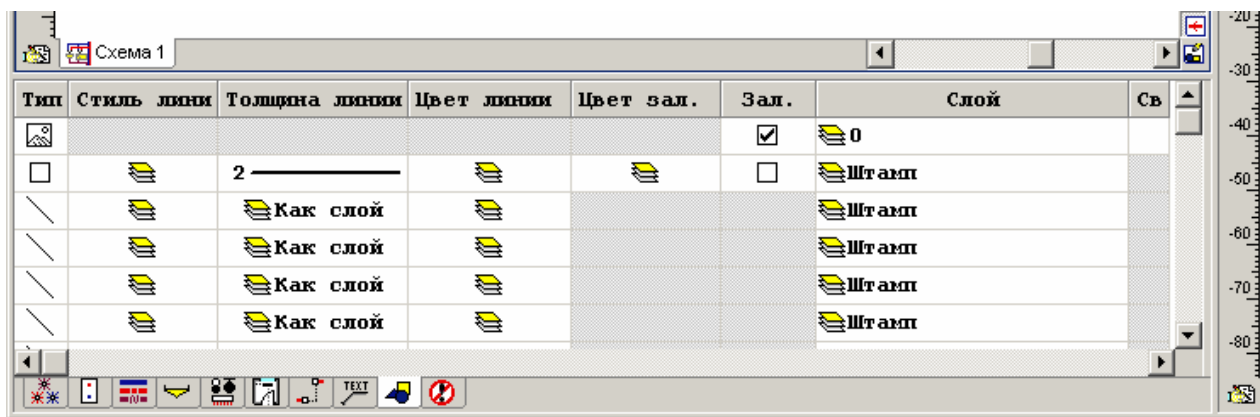 -20
Схема 1
-30
Тип Стиль лини Толщина линии Цвет линии Цвет зал. Зал. Слой Св
0
-40
2 Штамп
-50
Как слой Штамп
Как слой Штамп
-60
Как слой Штамп
-70
Как слой Штамп
-80
TEXT